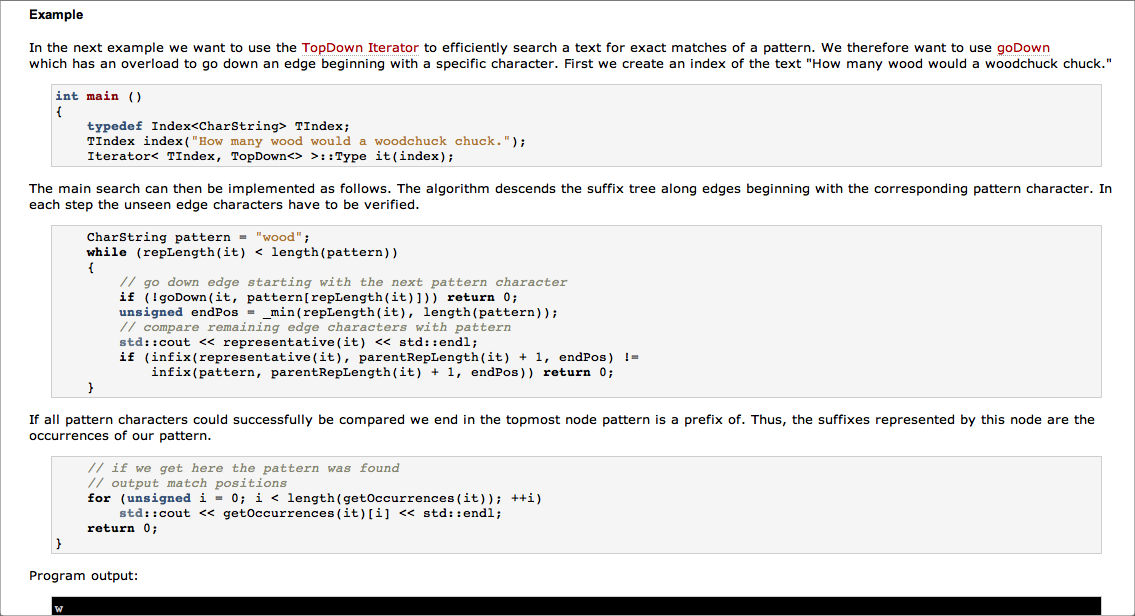 Example
In the next example we want to use the TopDown Iterator to efficiently search a text for exact matches of a pattern. We therefore want to use goDown
which has an overload to go down an edge beginning with a specific character. First we create an index of the text "How many wood would a woodchuck chuck."
int main ()
{
    typedef Index<CharString> TIndex;
    TIndex index("How many wood would a woodchuck chuck.");
    Iterator< TIndex, TopDown<> >::Type it(index);
The main search can then be implemented as follows. The algorithm descends the suffix tree along edges beginning with the corresponding pattern character. In
each step the unseen edge characters have to be verified.
    CharString pattern = "wood";
    while (repLength(it) < length(pattern))
    {
        // go down edge starting with the next pattern character
        if (!goDown(it, pattern[repLength(it)])) return 0;
        unsigned endPos = _min(repLength(it), length(pattern));
        // compare remaining edge characters with pattern
        std::cout << representative(it) << std::endl;
        if (infix(representative(it), parentRepLength(it) + 1, endPos) !=
            infix(pattern, parentRepLength(it) + 1, endPos)) return 0;
    }
If all pattern characters could successfully be compared we end in the topmost node pattern is a prefix of. Thus, the suffixes represented by this node are the
occurrences of our pattern.
    // if we get here the pattern was found
    // output match positions
    for (unsigned i = 0; i < length(getOccurrences(it)); ++i)
        std::cout << getOccurrences(it)[i] << std::endl;
    return 0;
}
Program output:
w